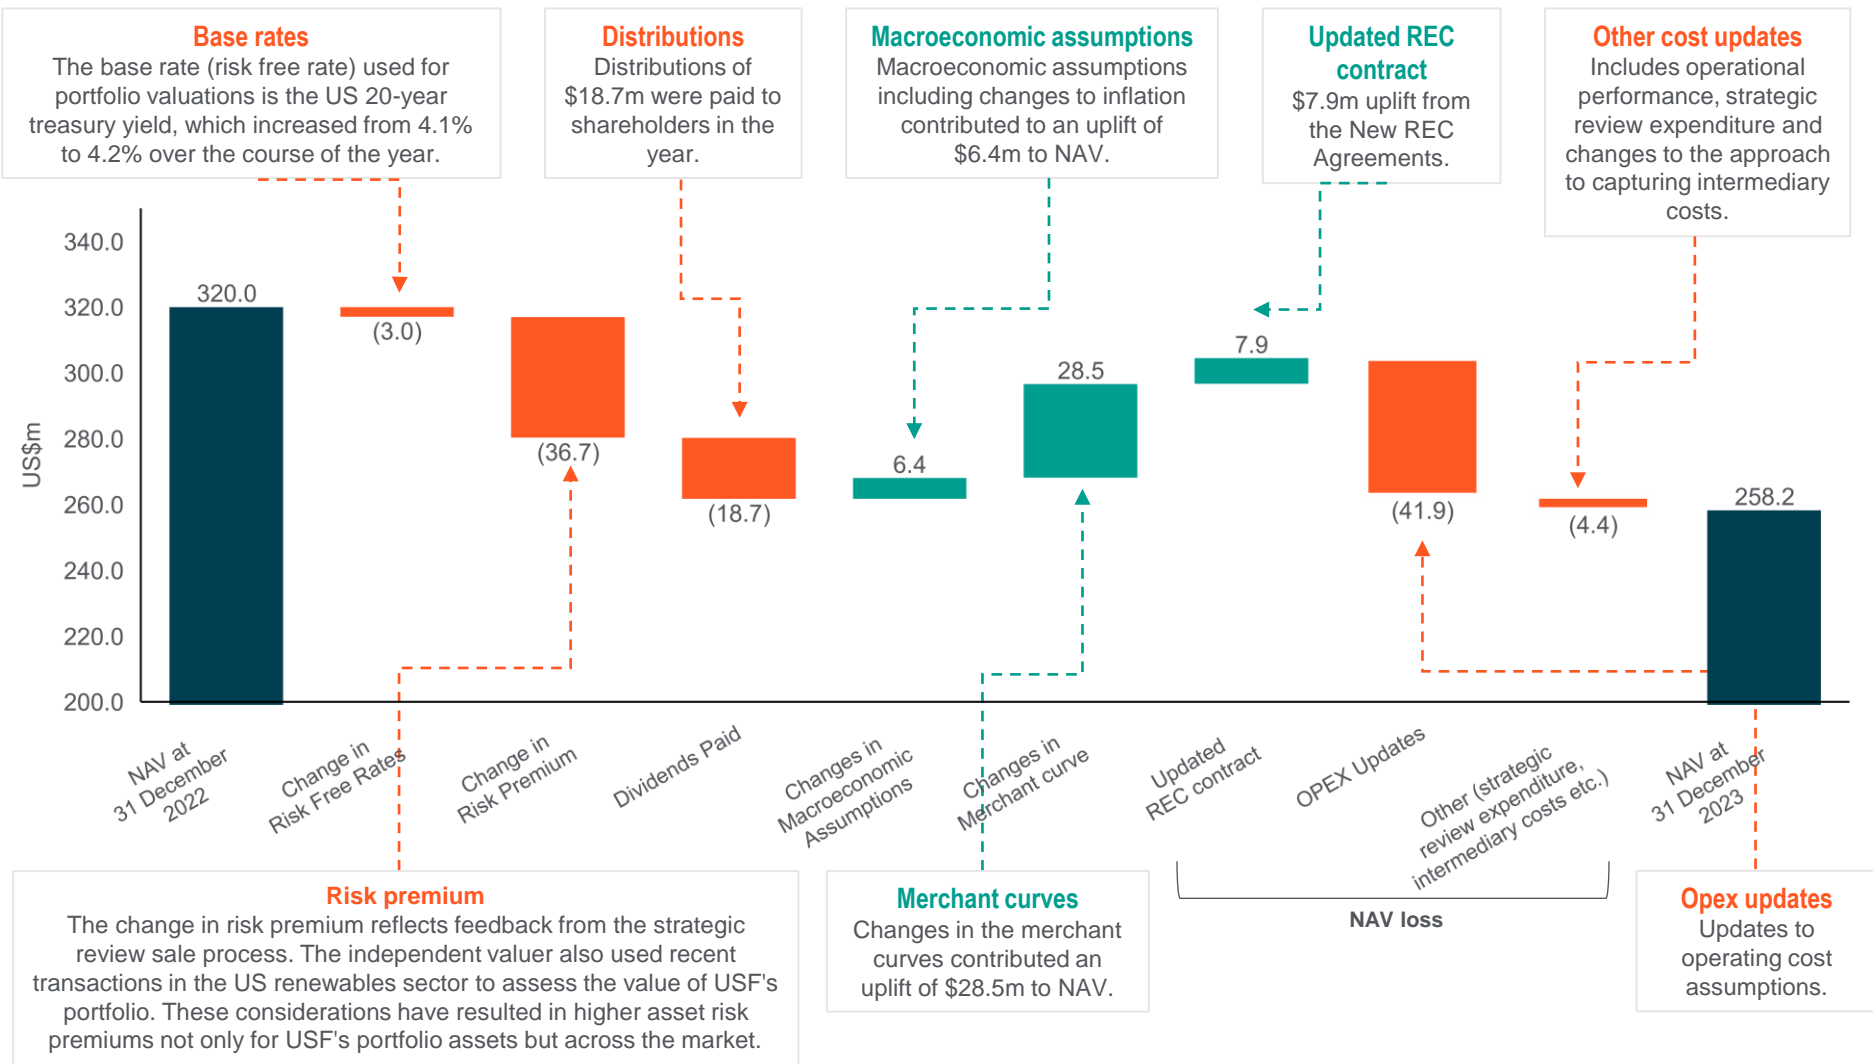 Base rates
The base rate (risk free rate) used for
portfolio valuations is the US 20-year
treasury yield, which increased from 4.1%
to 4.2% over the course of the year.
Distributions
Distributions of
$18.7m were paid to
shareholders in the
year.
Macroeconomic assumptions
Macroeconomic assumptions
including changes to inflation
contributed to an uplift of
$6.4m to NAV.
Updated REC
contract
$7.9m uplift from
the New REC
Agreements.
Other cost updates
Includes operational
performance, strategic
review expenditure and
changes to the approach
to capturing intermediary
costs.
US$m
340.0
320.0
300.0
280.0
260.0
240.0
220.0
200.0
320.0
(3.0)
(36.7)
(18.7)
6.4
28.5
7.9
(41.9)
(4.4)
258.2
NAV at
31 December
2022
Change in
Risk Free Rates
Change in
Risk Premium
Dividends Paid
Changes in
Macroeconomic
Assumptions
Changes in
Merchant curve
Updated
REC contract
OPEX Updates
Other (strategic
review expenditure,
intermediary costs etc.)
NAV at
31 December
2023
NAV loss
Risk premium
The change in risk premium reflects feedback from the strategic
review sale process. The independent valuer also used recent
transactions in the US renewables sector to assess the value of USF's
portfolio. These considerations have resulted in higher asset risk
premiums not only for USF's portfolio assets but across the market.
Merchant curves
Changes in the merchant
curves contributed an
uplift of $28.5m to NAV.
Opex updates
Updates to
operating cost
assumptions.